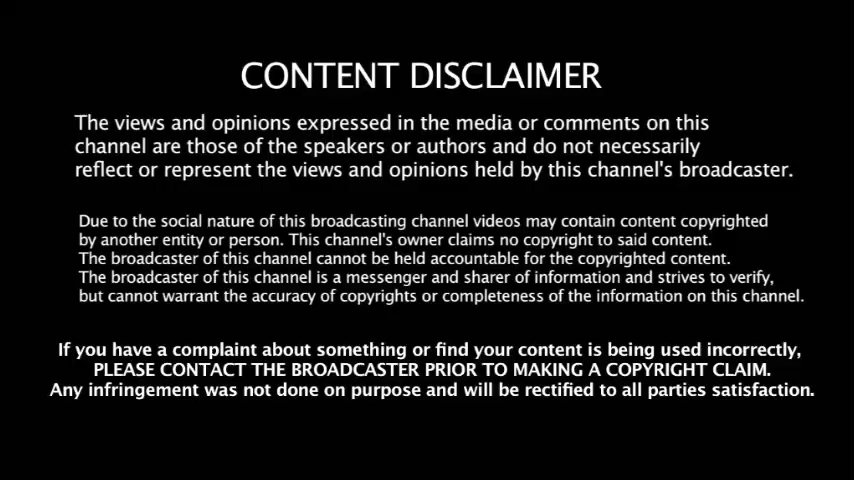 CONTENT DISCLAIMER
The views and opinions expressed in the media or comments on this
channel are those of the speakers or authors and do not necessarily
reflect or represent the views and opinions held by this channel's broadcaster.
Due to the social nature of this broadcasting channel videos may contain content copyrighted
by another entity or person. This channel's owner claims no copyright to said content.
The broadcaster of this channel cannot be held accountable for the copyrighted content.
The broadcaster of this channel is a messenger and sharer of information and strives to verify,
but cannot warrant the accuracy of copyrights or completeness of the information on this channel.
If you have a complaint about something or find your content is being used incorrectly,
PLEASE CONTACT THE BROADCASTER PRIOR TO MAKING A COPYRIGHT CLAIM.
Any infringement was not done on purpose and will be rectified to all parties satisfaction.